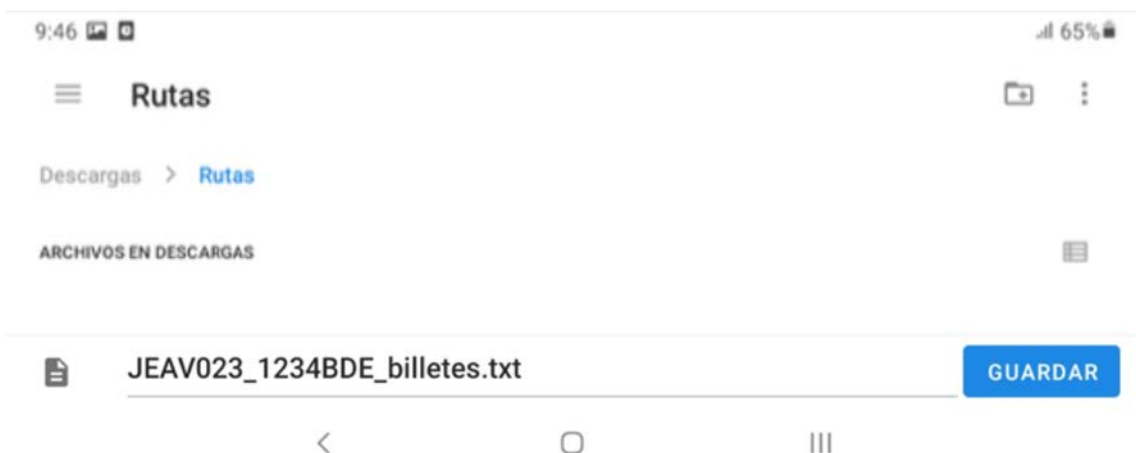 9:46 65%
Rutas
Descargas > Rutas
ARCHIVOS EN DESCARGAS
JEAV023_1234BDE_billetes.txt GUARDAR